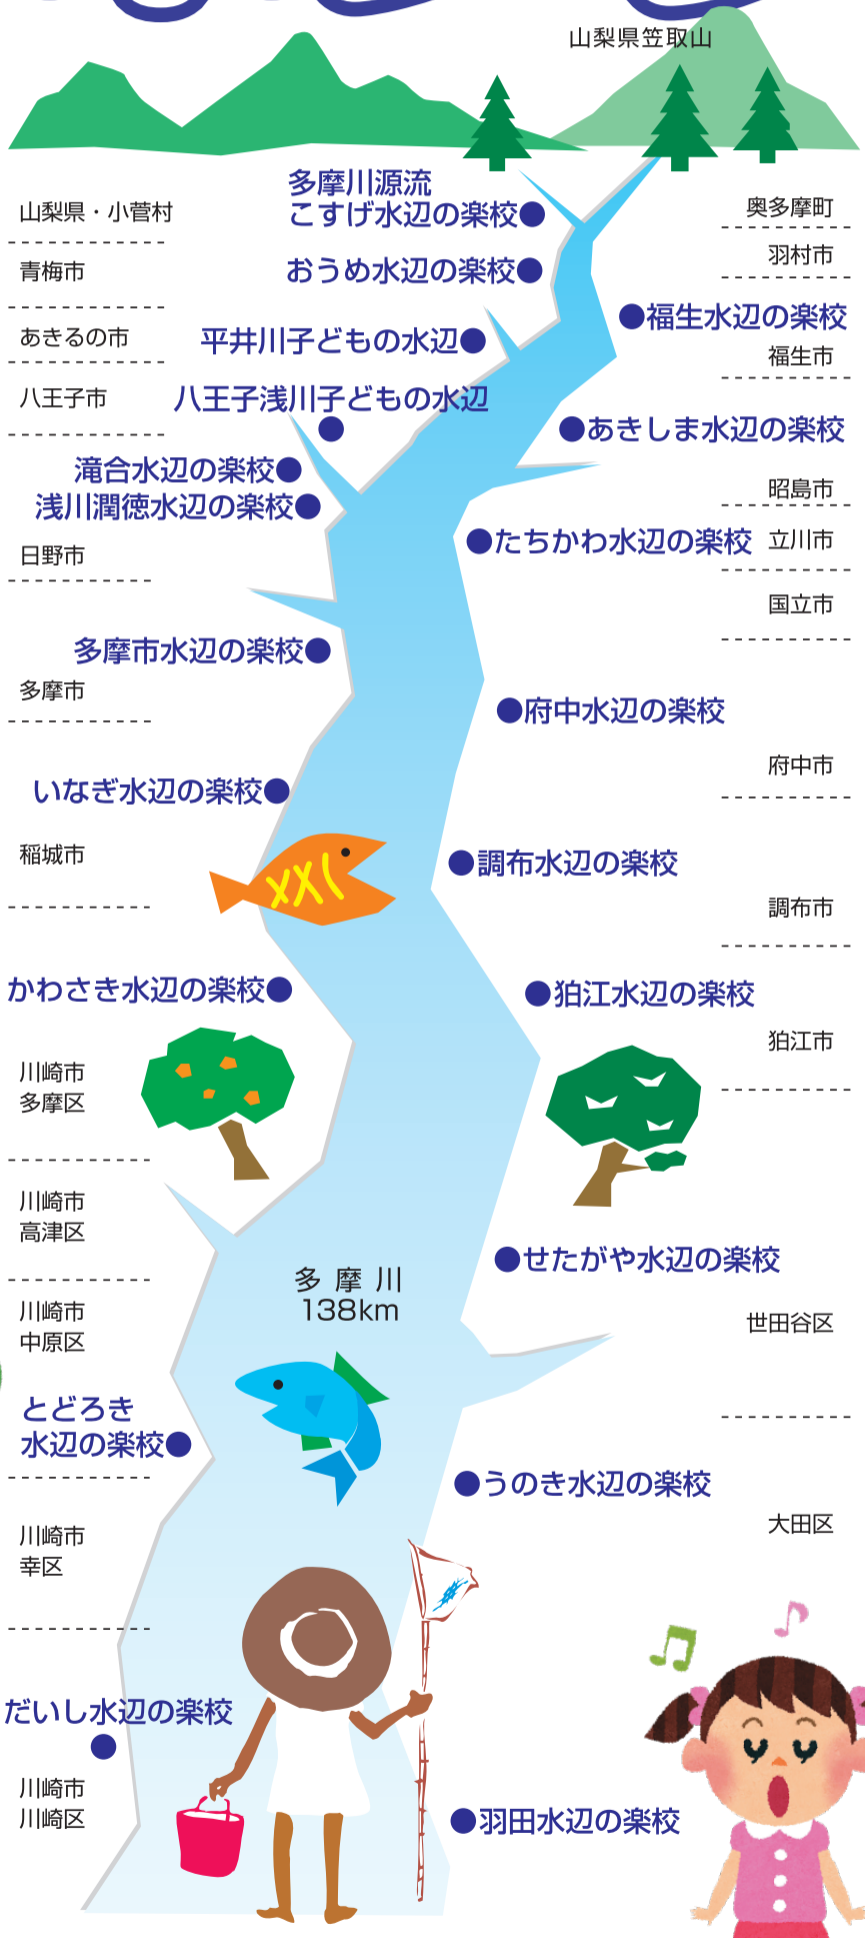 山梨県笠取山
多摩川源流
こすげ水辺の楽校●
山梨県・小菅村
奥多摩町
羽村市
おうめ水辺の楽校●
青梅市
●福生水辺の楽校
あきるの市
平井川子どもの水辺●
福生市
八王子市
八王子浅川子どもの水辺
●
●あきしま水辺の楽校
滝合水辺の楽校●
昭島市
浅川潤徳水辺の楽校●
●たちかわ水辺の楽校
立川市
日野市
国立市
多摩市水辺の楽校●
多摩市
●府中水辺の楽校
府中市
いなぎ水辺の楽校●
稲城市
●調布水辺の楽校
調布市
かわさき水辺の楽校●
●狛江水辺の楽校
狛江市
川崎市
多摩区
川崎市
高津区
●せたがや水辺の楽校
多摩川
138km
川崎市
中原区
世田谷区
とどろき
水辺の楽校●
●うのき水辺の楽校
大田区
川崎市
幸区
だいし水辺の楽校
●
川崎市
川崎区
●羽田水辺の楽校